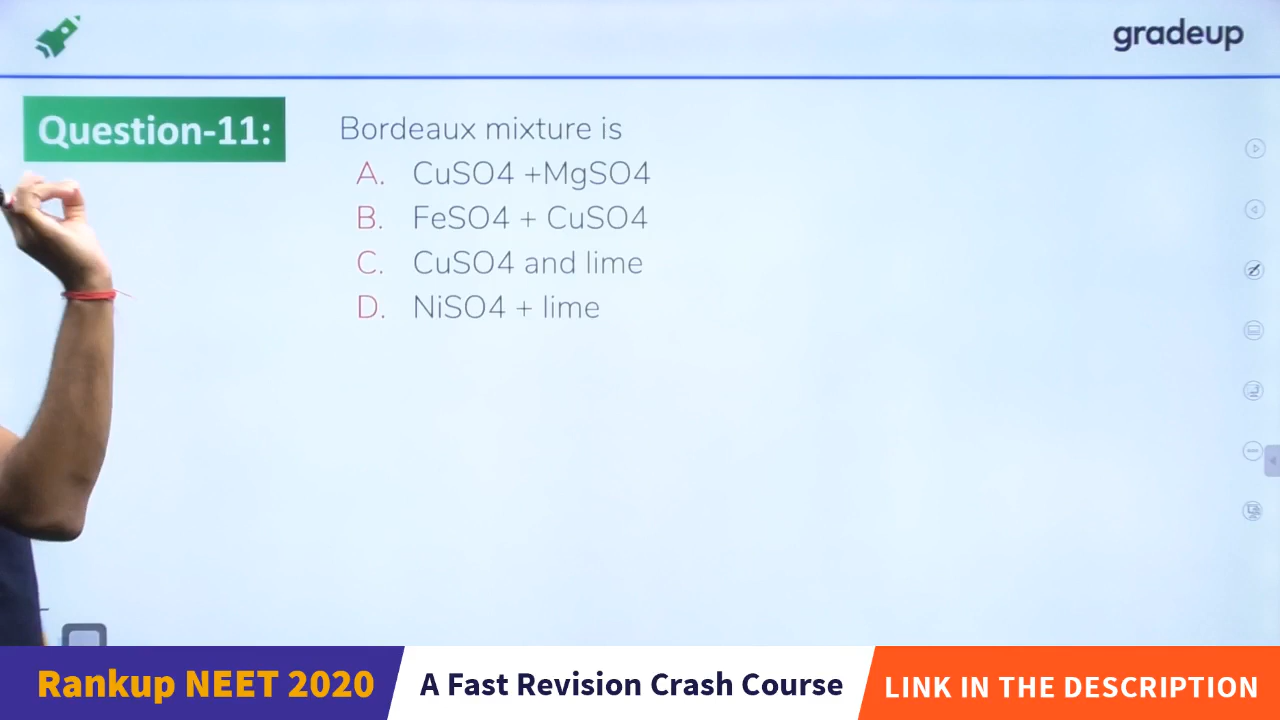 gradeup
Question-11:
Bordeaux mixture is
A. CuSO4 +MgSO4
B. FeSO4 + CuSO4
C. CuSO4 and lime
D. NiSO4 + lime
Rankup NEET 2020
A Fast Revision Crash Course
LINK IN THE DESCRIPTION